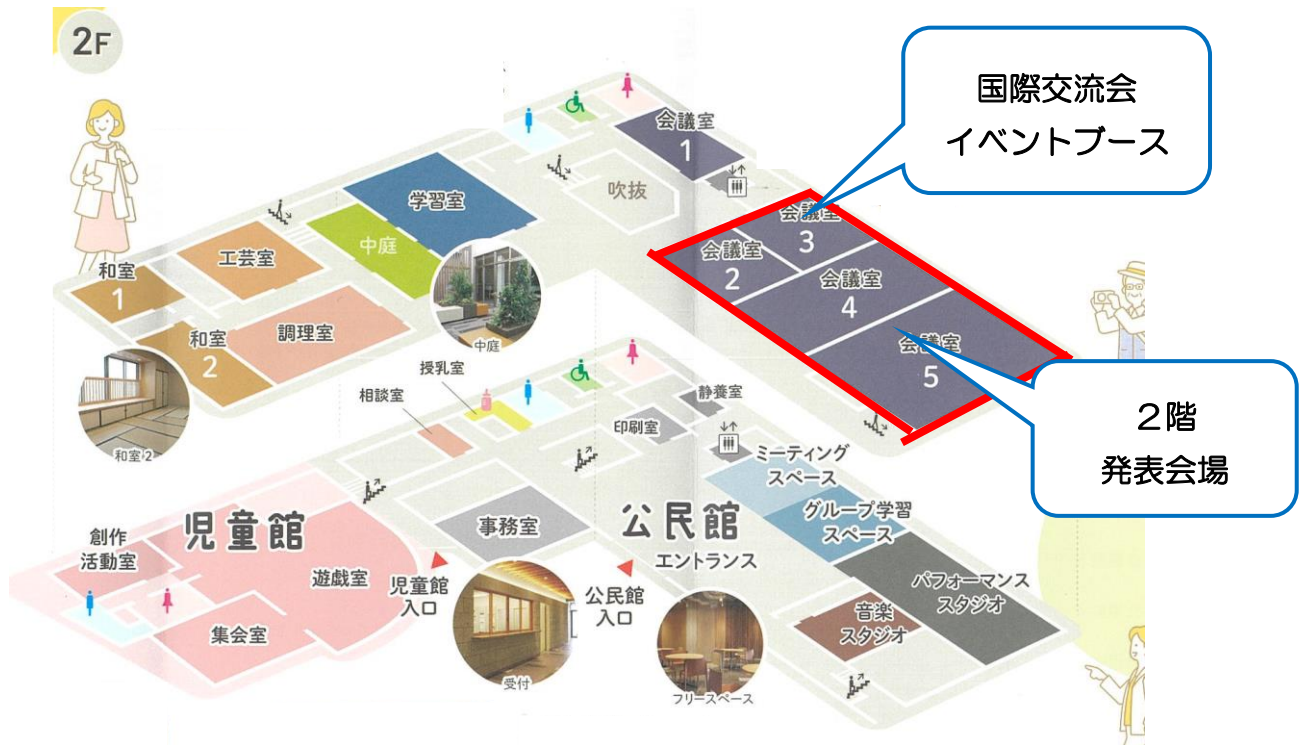 2F
国際交流会
イベントブース
会議室
1
吹抜
学習室
中庭
工芸室
和室
1
和室
2
調理室
中庭
和室2
会議室
3
会議室
2
会議室
4
会議室
5
2階
発表会場
授乳室
相談室
静養室
印刷室
ミーティング
スペース
グループ学習
スペース
パフォーマンス
スタジオ
音楽
スタジオ
公民館
エントランス
事務室
児童館
創作
活動室
遊戯室
集会室
児童館
入口
公民館
入口
受付
フリースペース